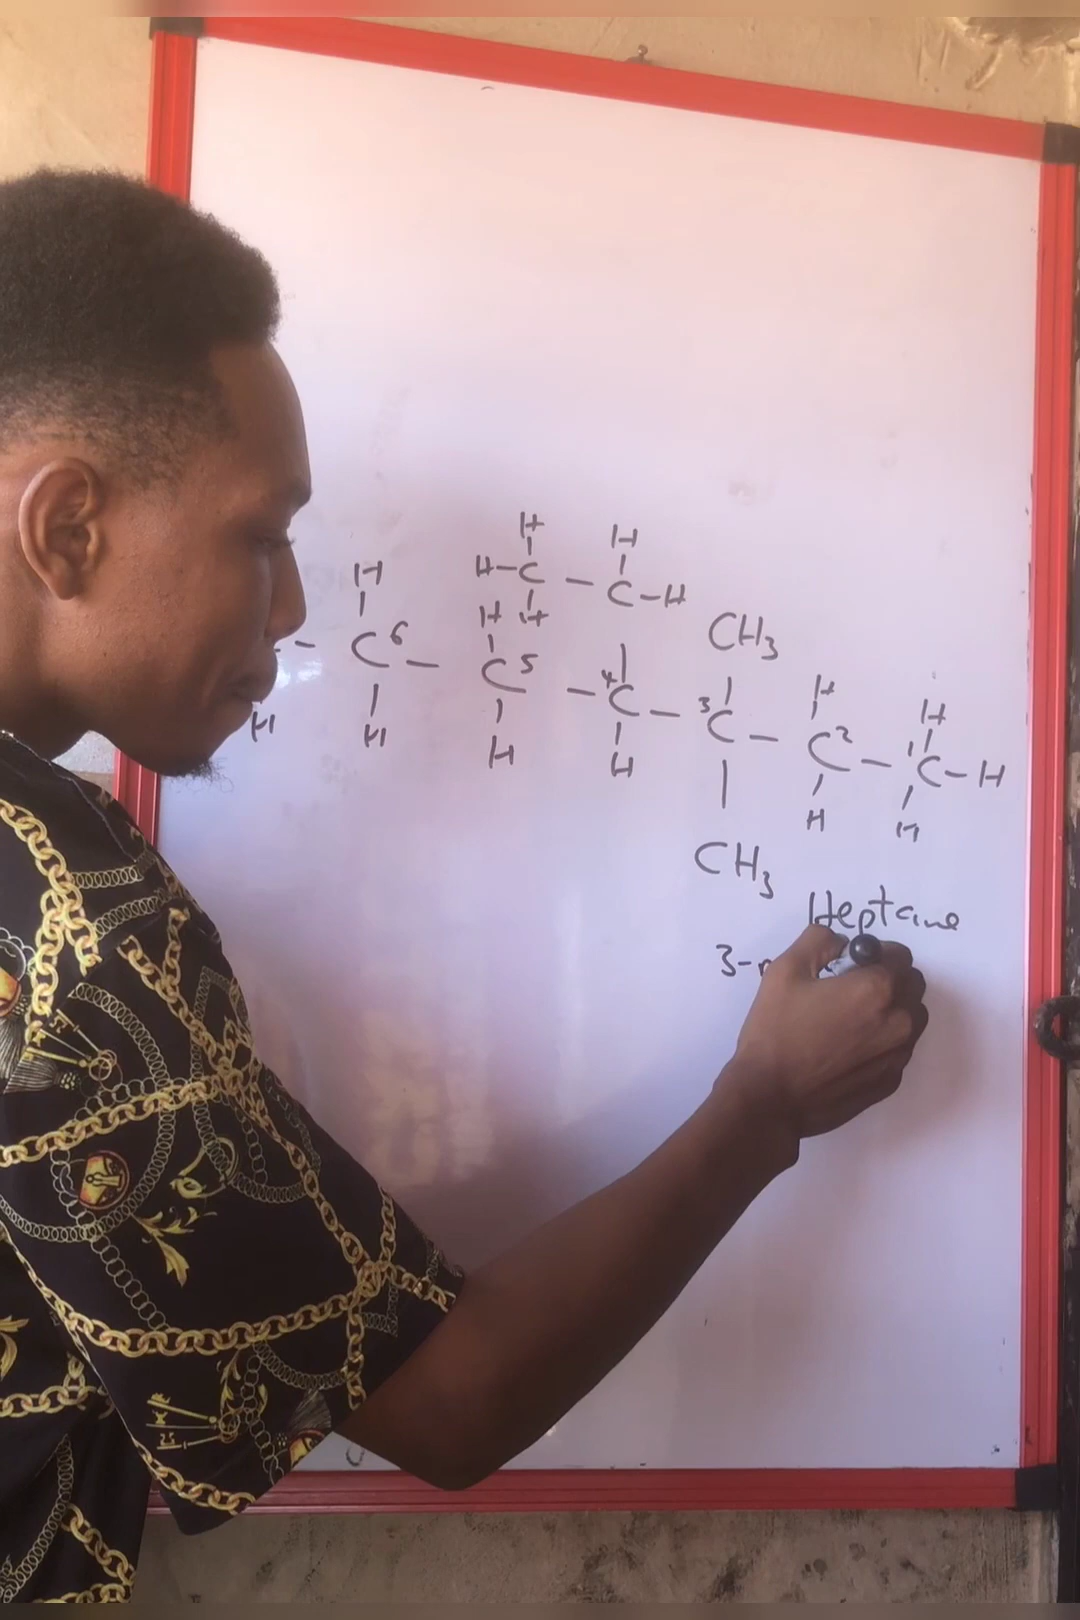 H H
H H-C-C-H
H H H CH3
-C6-C5-4C-3C-C2-1C-H
H H
H H H H
H H
CH3
Heptane
3-